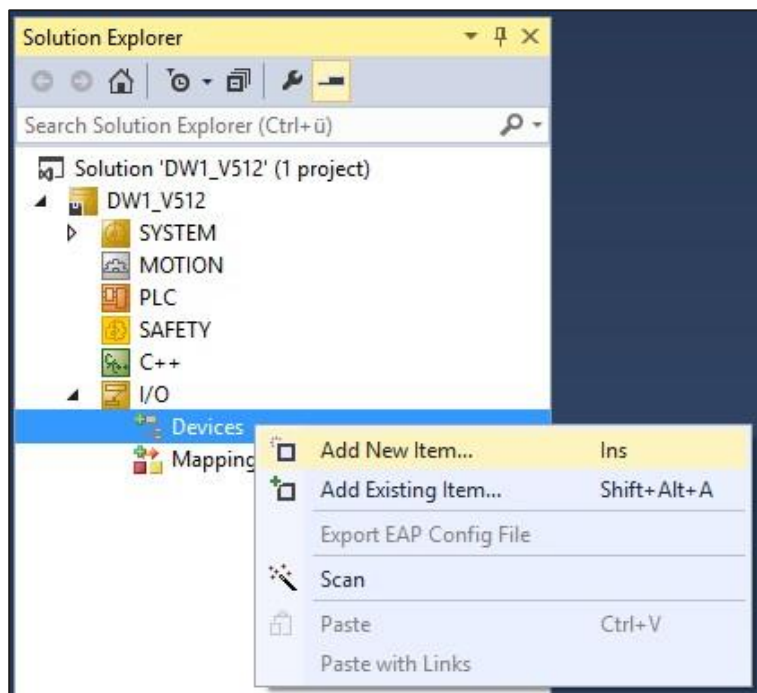 Solution Explorer
Search Solution Explorer (Ctrl+ü)
Solution 'DW1_V512' (1 project)
DW1_V512
SYSTEM
MOTION
PLC
SAFETY
C++
I/O
Devices
Mapping
Add New Item... Ins
Add Existing Item... Shift+Alt+A
Export EAP Config File
Scan
Paste Ctrl+V
Paste with Links